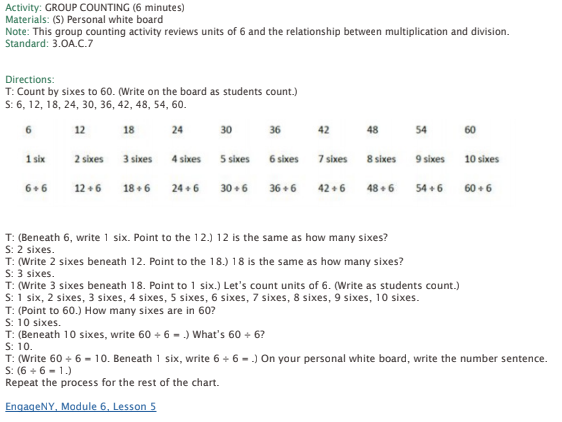 Activity: GROUP COUNTING (6 minutes)
Materials: (S) Personal white board
Note: This group counting activity reviews units of 6 and the relationship between multiplication and division.
Standard: 3.OA.C.7
Directions:
T: Count by sixes to 60. (Write on the board as students count.)
S: 6, 12, 18, 24, 30, 36, 42, 48, 54, 60.
6 12 18 24 30 36 42 48 54 60
1 six 2 sixes 3 sixes 4 sixes 5 sixes 6 sixes 7 sixes 8 sixes 9 sixes 10 sixes
6 ÷ 6 12 ÷ 6 18 ÷ 6 24 ÷ 6 30 ÷ 6 36 ÷ 6 42 ÷ 6 48 ÷ 6 54 ÷ 6 60 ÷ 6
T: (Beneath 6, write 1 six. Point to the 12.) 12 is the same as how many sixes?
S: 2 sixes.
T: (Write 2 sixes beneath 12. Point to the 18.) 18 is the same as how many sixes?
S: 3 sixes.
T: (Write 3 sixes beneath 18. Point to 1 six.) Let's count units of 6. (Write as students count.)
S: 1 six, 2 sixes, 3 sixes, 4 sixes, 5 sixes, 6 sixes, 7 sixes, 8 sixes, 9 sixes, 10 sixes.
T: (Point to 60.) How many sixes are in 60?
S: 10 sixes.
T: (Beneath 10 sixes, write 60 ÷ 6 = .) What's 60 ÷ 6?
S: 10.
T: (Write 60 ÷ 6 = 10. Beneath 1 six, write 6 ÷ 6 = .) On your personal white board, write the number sentence.
S: (6 ÷ 6 = 1.)
Repeat the process for the rest of the chart.
EngageNY, Module 6, Lesson 5